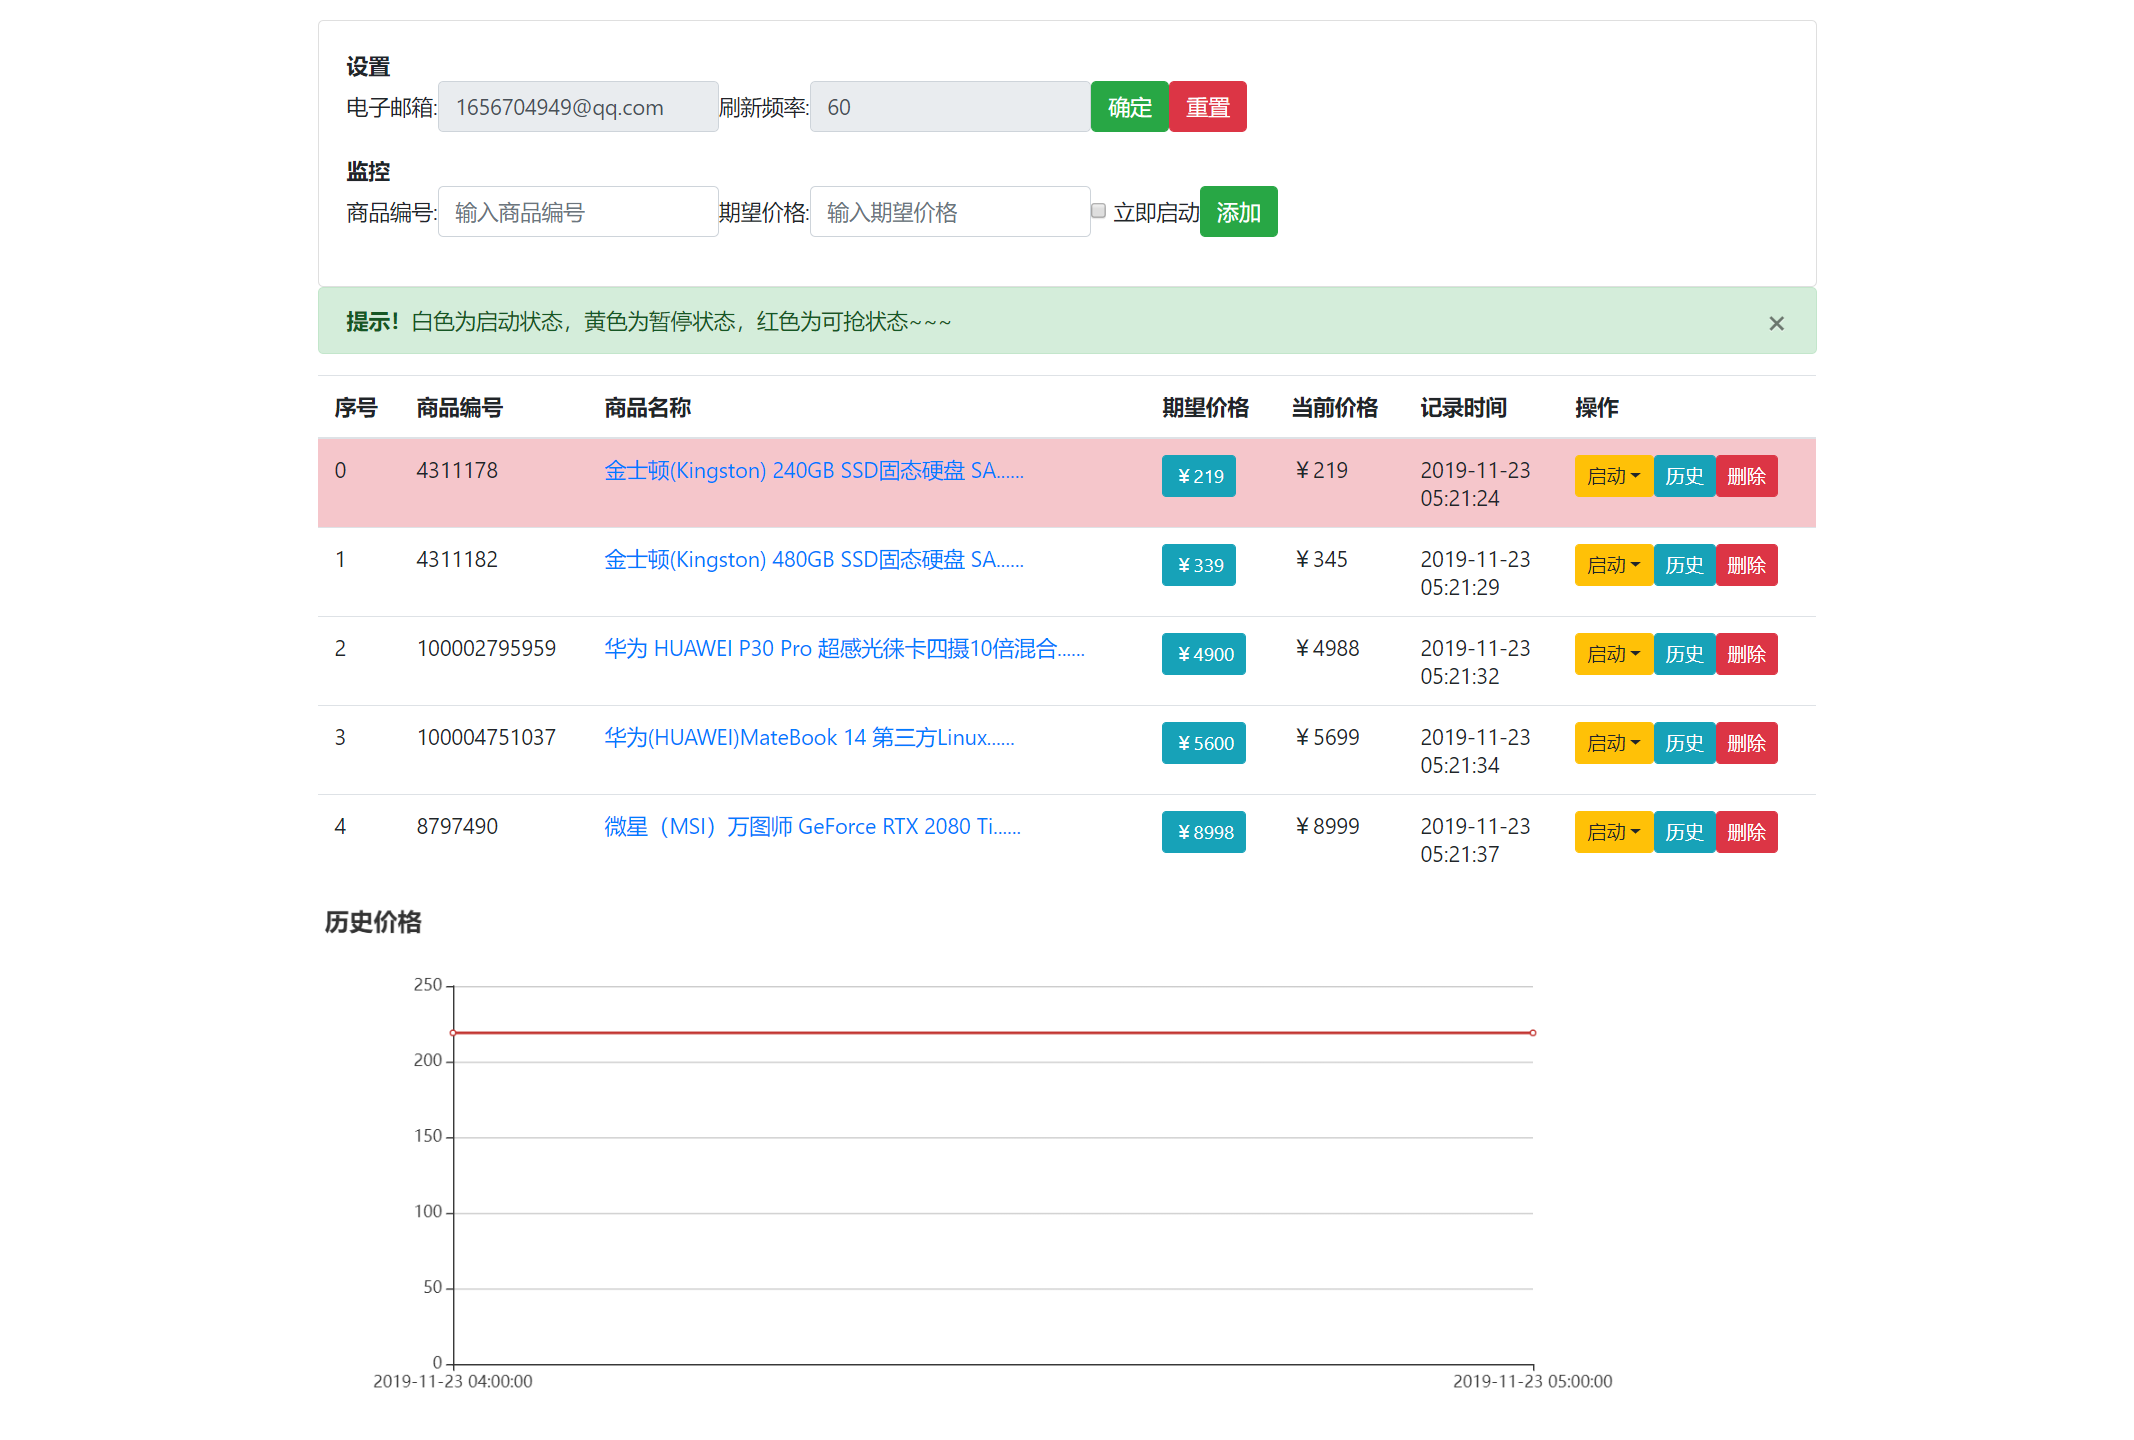 设置
电子邮箱: 1656704949@qq.com 刷新频率: 60 确定 重置
监控
商品编号: 输入商品编号 期望价格: 输入期望价格 立即启动 添加
提示！白色为启动状态，黄色为暂停状态，红色为可抢状态~~~ ×
序号 商品编号 商品名称 期望价格 当前价格 记录时间 操作
0 4311178 金士顿(Kingston) 240GB SSD固态硬盘 SA...... ￥219 ￥219 2019-11-23 启动 历史 删除
05:21:24
1 4311182 金士顿(Kingston) 480GB SSD固态硬盘 SA...... ￥339 ￥345 2019-11-23 启动 历史 删除
05:21:29
2 100002795959 华为 HUAWEI P30 Pro 超感光徕卡四摄10倍混合...... ￥4900 ￥4988 2019-11-23 启动 历史 删除
05:21:32
3 100004751037 华为(HUAWEI)MateBook 14 第三方Linux...... ￥5600 ￥5699 2019-11-23 启动 历史 删除
05:21:34
4 8797490 微星（MSI）万图师 GeForce RTX 2080 Ti...... ￥8998 ￥8999 2019-11-23 启动 历史 删除
05:21:37
历史价格
250
200
150
100
50
0
2019-11-23 04:00:00 2019-11-23 05:00:00